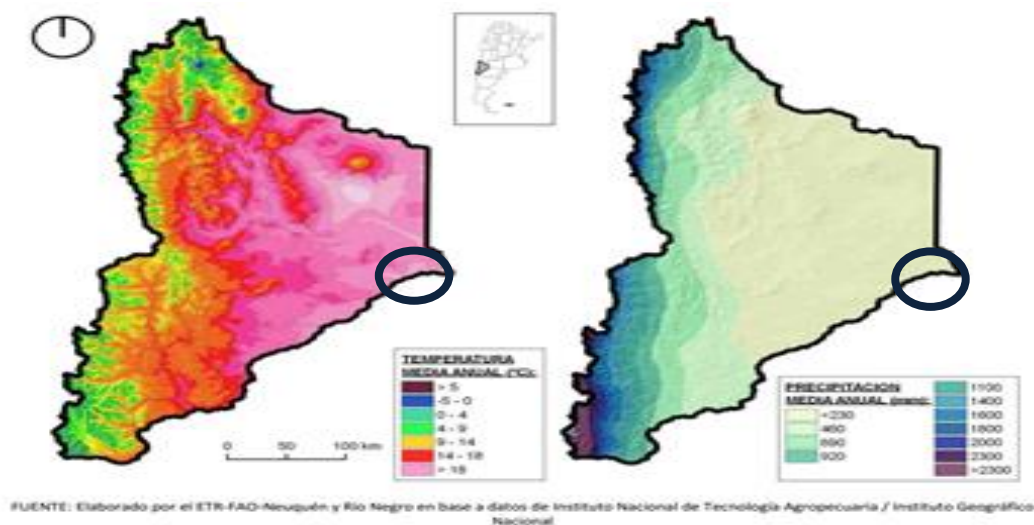 TEMPERATURA
MEDIA ANUAL (°C):
> 5
-5 - 0
0 - 4
4 - 9
9 - 14
14 - 18
> 18
0 50 100 km
PRECIPITACION
MEDIA ANUAL (mm):
<230
460
690
920
1100
1400
1600
1800
2000
2300
>2300
FUENTE: Elaborado por el ETR-FAO-Neuquén y Río Negro en base a datos de Instituto Nacional de Tecnología Agropecuaria / Instituto Geográfico
Nacional